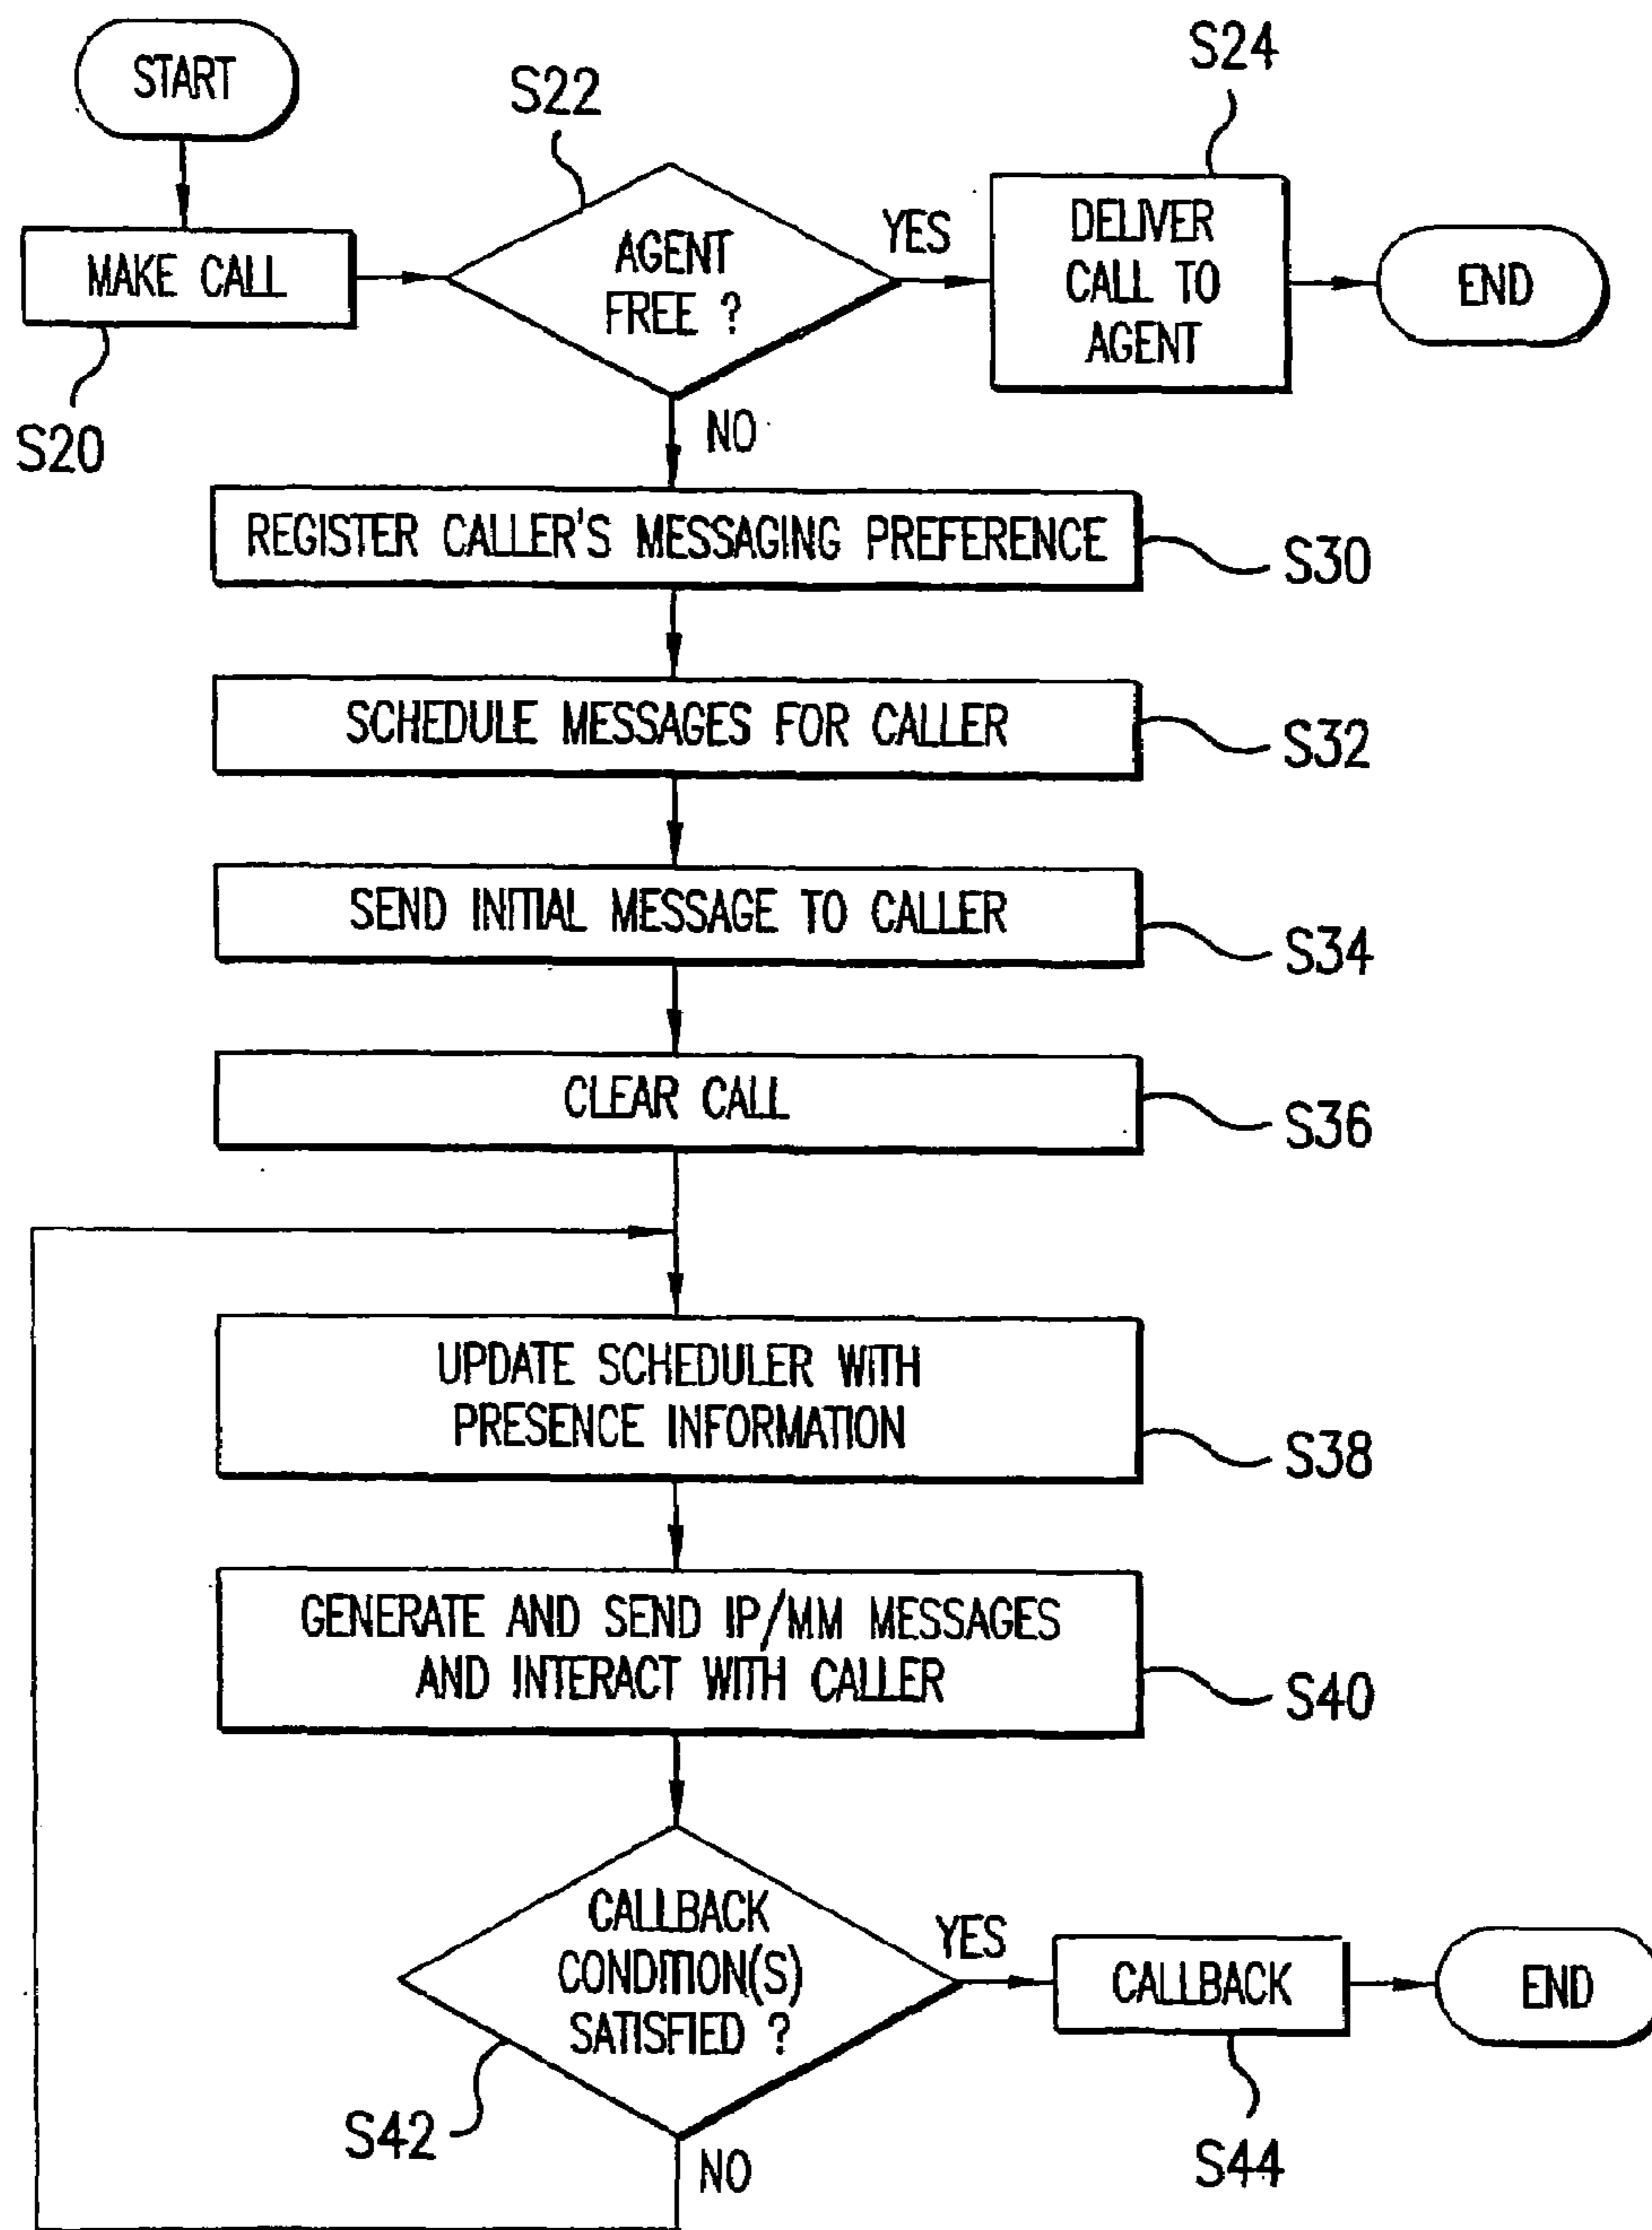 START
S22
S24
MAKE CALL
AGENT
FREE ?
YES
DELIVER
CALL TO
AGENT
END
S20
NO
REGISTER CALLER'S MESSAGING PREFERENCE
S30
SCHEDULE MESSAGES FOR CALLER
S32
SEND INITIAL MESSAGE TO CALLER
S34
CLEAR CALL
S36
UPDATE SCHEDULER WITH
PRESENCE INFORMATION
S38
GENERATE AND SEND IP/MM MESSAGES
AND INTERACT WITH CALLER
S40
CALLBACK
CONDITION(S)
SATISFIED ?
YES
CALLBACK
END
S42
NO
S44